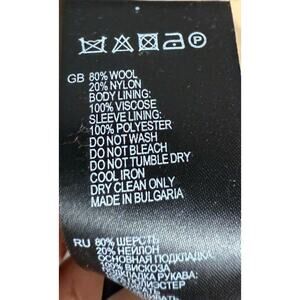 P
GB 80% WOOL
20% NYLON
BODY LINING:
100% VISCOSE
SLEEVE LINING:
100% POLYESTER
DO NOT WASH
DO NOT BLEACH
DO NOT TUMBLE DRY
COOL IRON
DRY CLEAN ONLY
MADE IN BULGARIA
RU 80% ШЕРСТЬ
20% НЕЙЛОН
ОСНОВНАЯ ПОДКЛАДКА
100% ВИСКОЗА
ПОДКЛАДКА РУКАВА: